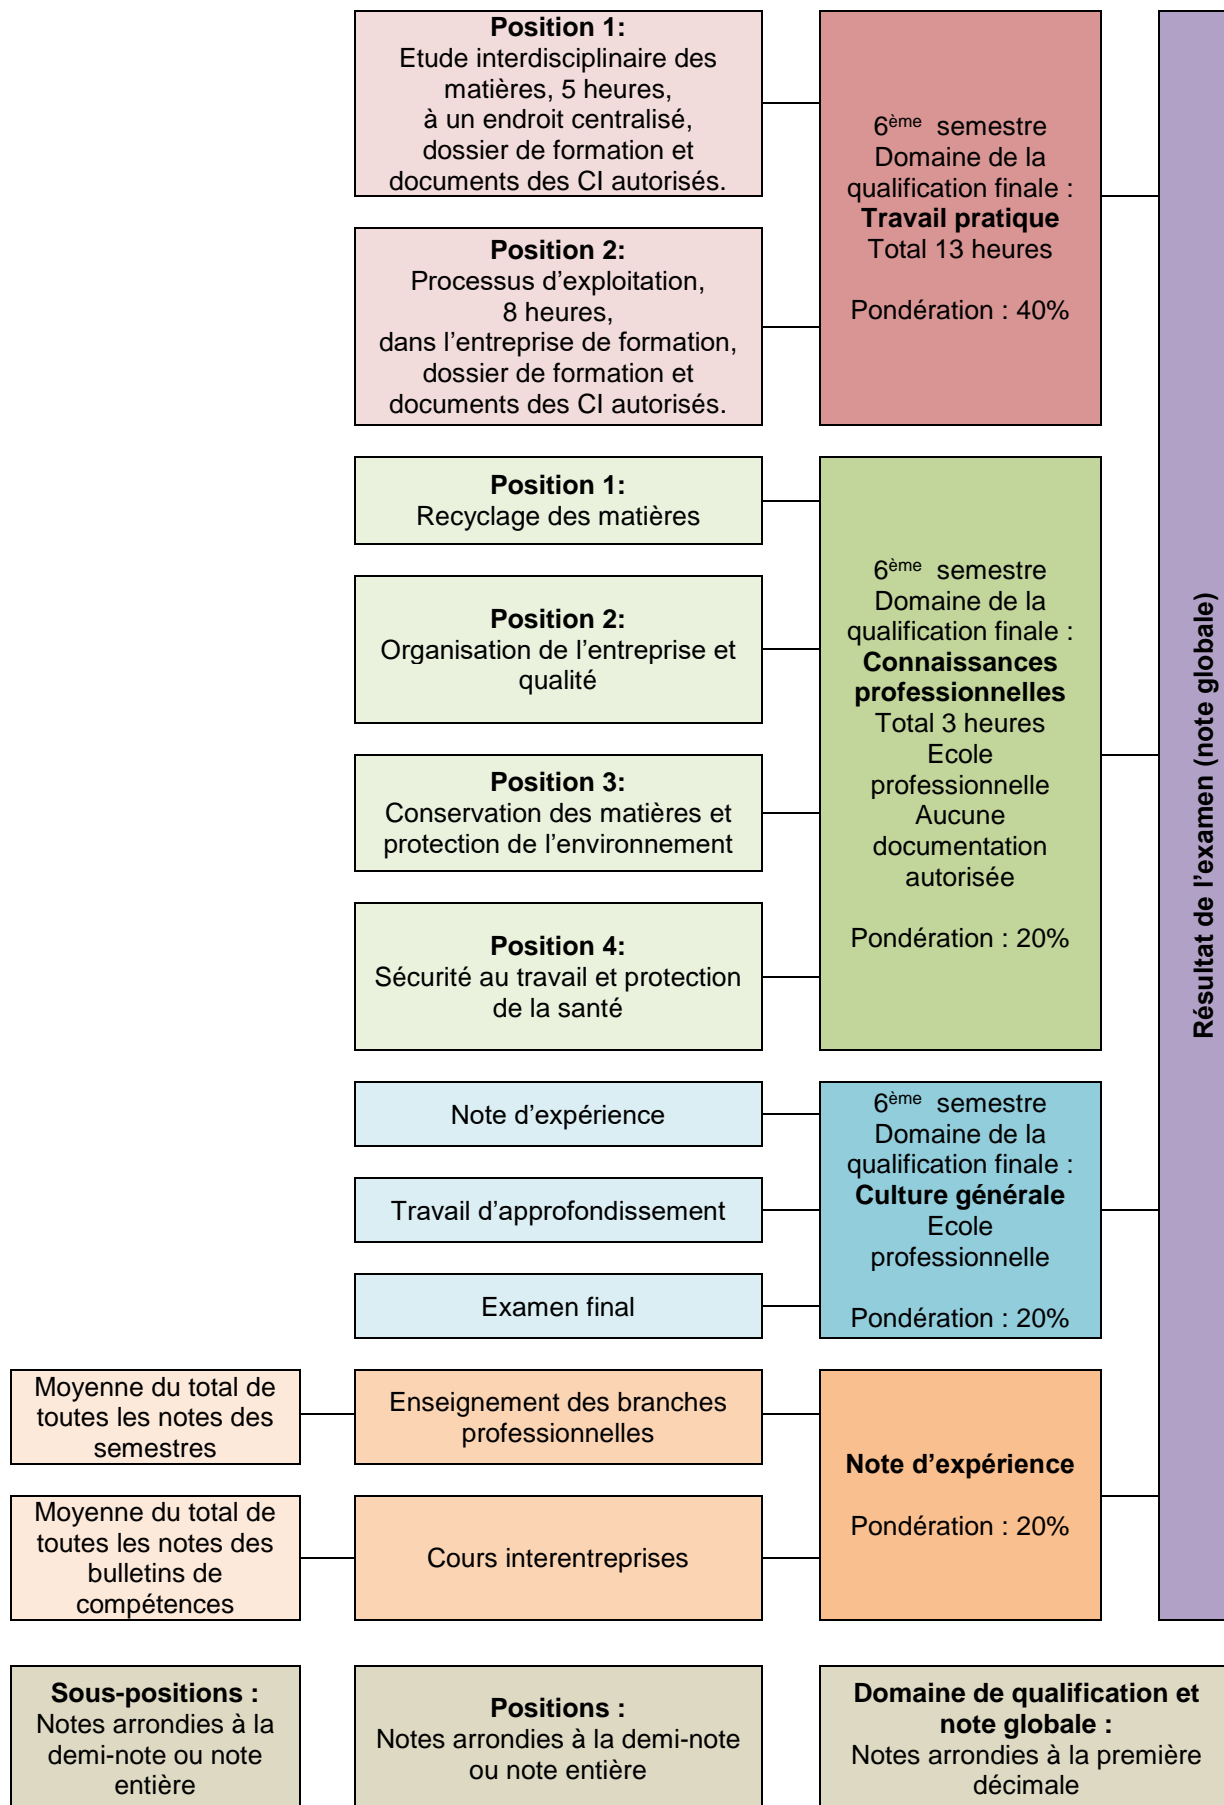 Position 1:
Etude interdisciplinaire des
matières, 5 heures,
à un endroit centralisé,
dossier de formation et
documents des CI autorisés.
Position 2:
Processus d’exploitation,
8 heures,
dans l’entreprise de formation,
dossier de formation et
documents des CI autorisés.
6ème semestre
Domaine de la
qualification finale :
Travail pratique
Total 13 heures
Pondération : 40%
Position 1:
Recyclage des matières
Position 2:
Organisation de l’entreprise et
qualité
Position 3:
Conservation des matières et
protection de l’environnement
Position 4:
Sécurité au travail et protection
de la santé
6ème semestre
Domaine de la
qualification finale :
Connaissances
professionnelles
Total 3 heures
Ecole
professionnelle
Aucune
documentation
autorisée
Pondération : 20%
Note d’expérience
Travail d’approfondissement
Examen final
6ème semestre
Domaine de la
qualification finale :
Culture générale
Ecole
professionnelle
Pondération : 20%
Moyenne du total de
toutes les notes des
semestres
Enseignement des branches
professionnelles
Moyenne du total de
toutes les notes des
bulletins de
compétences
Cours interentreprises
Note d’expérience
Pondération : 20%
Résultat de l’examen (note globale)
Sous-positions :
Notes arrondies à la
demi-note ou note
entière
Positions :
Notes arrondies à la demi-note
ou note entière
Domaine de qualification et
note globale :
Notes arrondies à la première
décimale